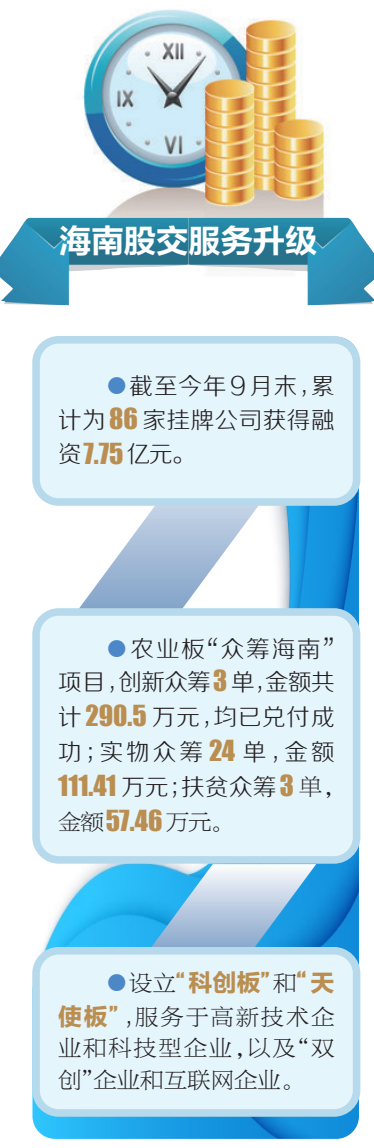 XII
IX
VI
海南股交服务升级
●截至今年9月末,累
计为86家挂牌公司获得融
资7.75亿元。
●农业板“众筹海南”
项目,创新众筹3单,金额共
计290.5万元,均已兑付成
功;实物众筹24单,金额
111.41万元;扶贫众筹3单,
金额57.46万元。
●设立“科创板”和“天
使板”,服务于高新技术企
业和科技型企业,以及“双
创”企业和互联网企业。